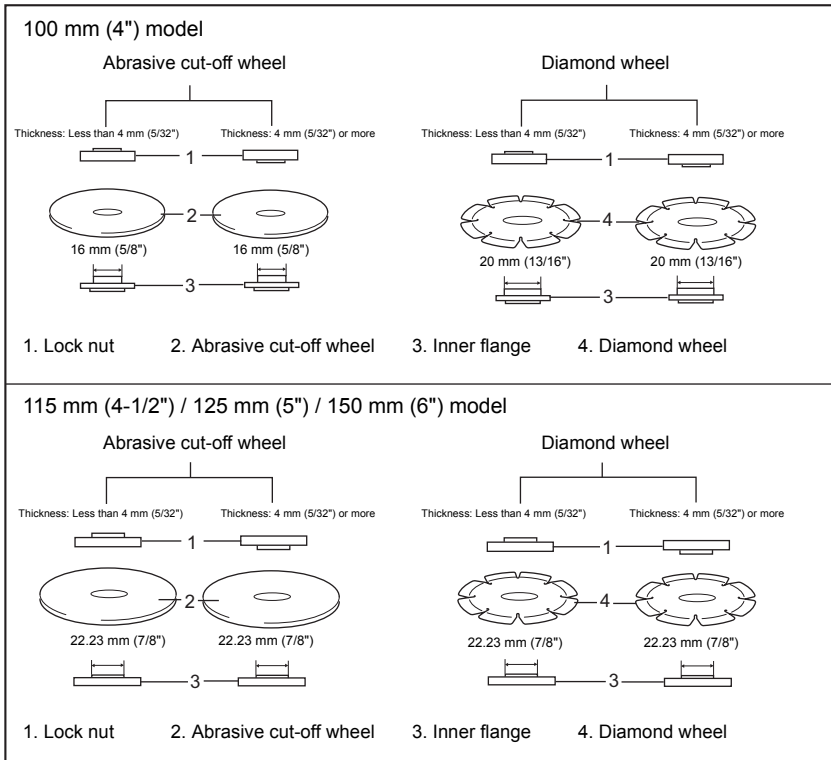 100 mm (4") model
Abrasive cut-off wheel
Diamond wheel
Thickness: Less than 4 mm (5/32")
Thickness: 4 mm (5/32") or more
Thickness: Less than 4 mm (5/32")
Thickness: 4 mm (5/32") or more
1
1
2
4
16 mm (5/8")
16 mm (5/8")
20 mm (13/16")
20 mm (13/16")
3
3
1. Lock nut 2. Abrasive cut-off wheel 3. Inner flange 4. Diamond wheel
115 mm (4-1/2") / 125 mm (5") / 150 mm (6") model
Abrasive cut-off wheel
Diamond wheel
Thickness: Less than 4 mm (5/32")
Thickness: 4 mm (5/32") or more
Thickness: Less than 4 mm (5/32")
Thickness: 4 mm (5/32") or more
1
1
2
4
22.23 mm (7/8")
22.23 mm (7/8")
22.23 mm (7/8")
22.23 mm (7/8")
3
3
1. Lock nut 2. Abrasive cut-off wheel 3. Inner flange 4. Diamond wheel